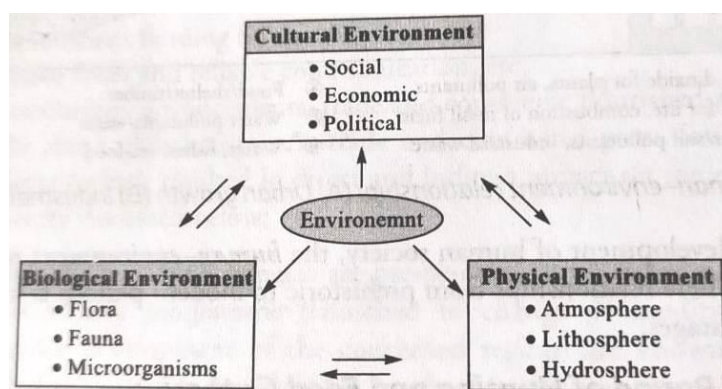 Cultural Environment
• Social
• Economic
• Political
Environemnt
Biological Environment
• Flora
• Fauna
• Microorganisms
Physical Environment
• Atmosphere
• Lithosphere
• Hydrosphere